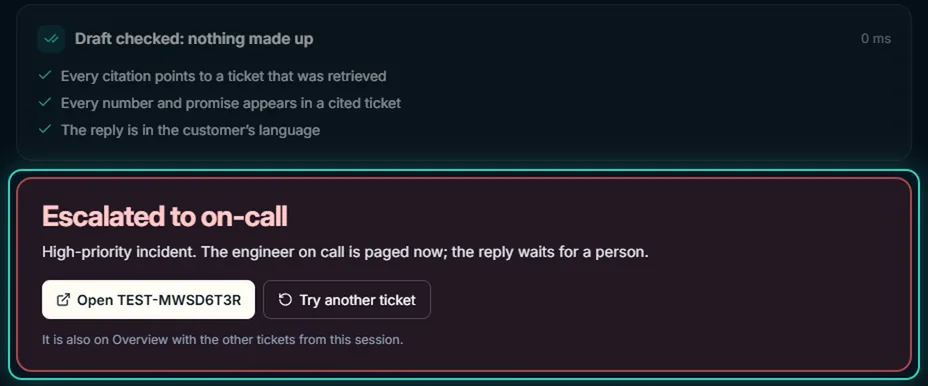 Draft checked: nothing made up
0 ms
Every citation points to a ticket that was retrieved
Every number and promise appears in a cited ticket
The reply is in the customer’s language
Escalated to on-call
High-priority incident. The engineer on call is paged now; the reply waits for a person.
Open TEST-MWSD6T3R
Try another ticket
It is also on Overview with the other tickets from this session.